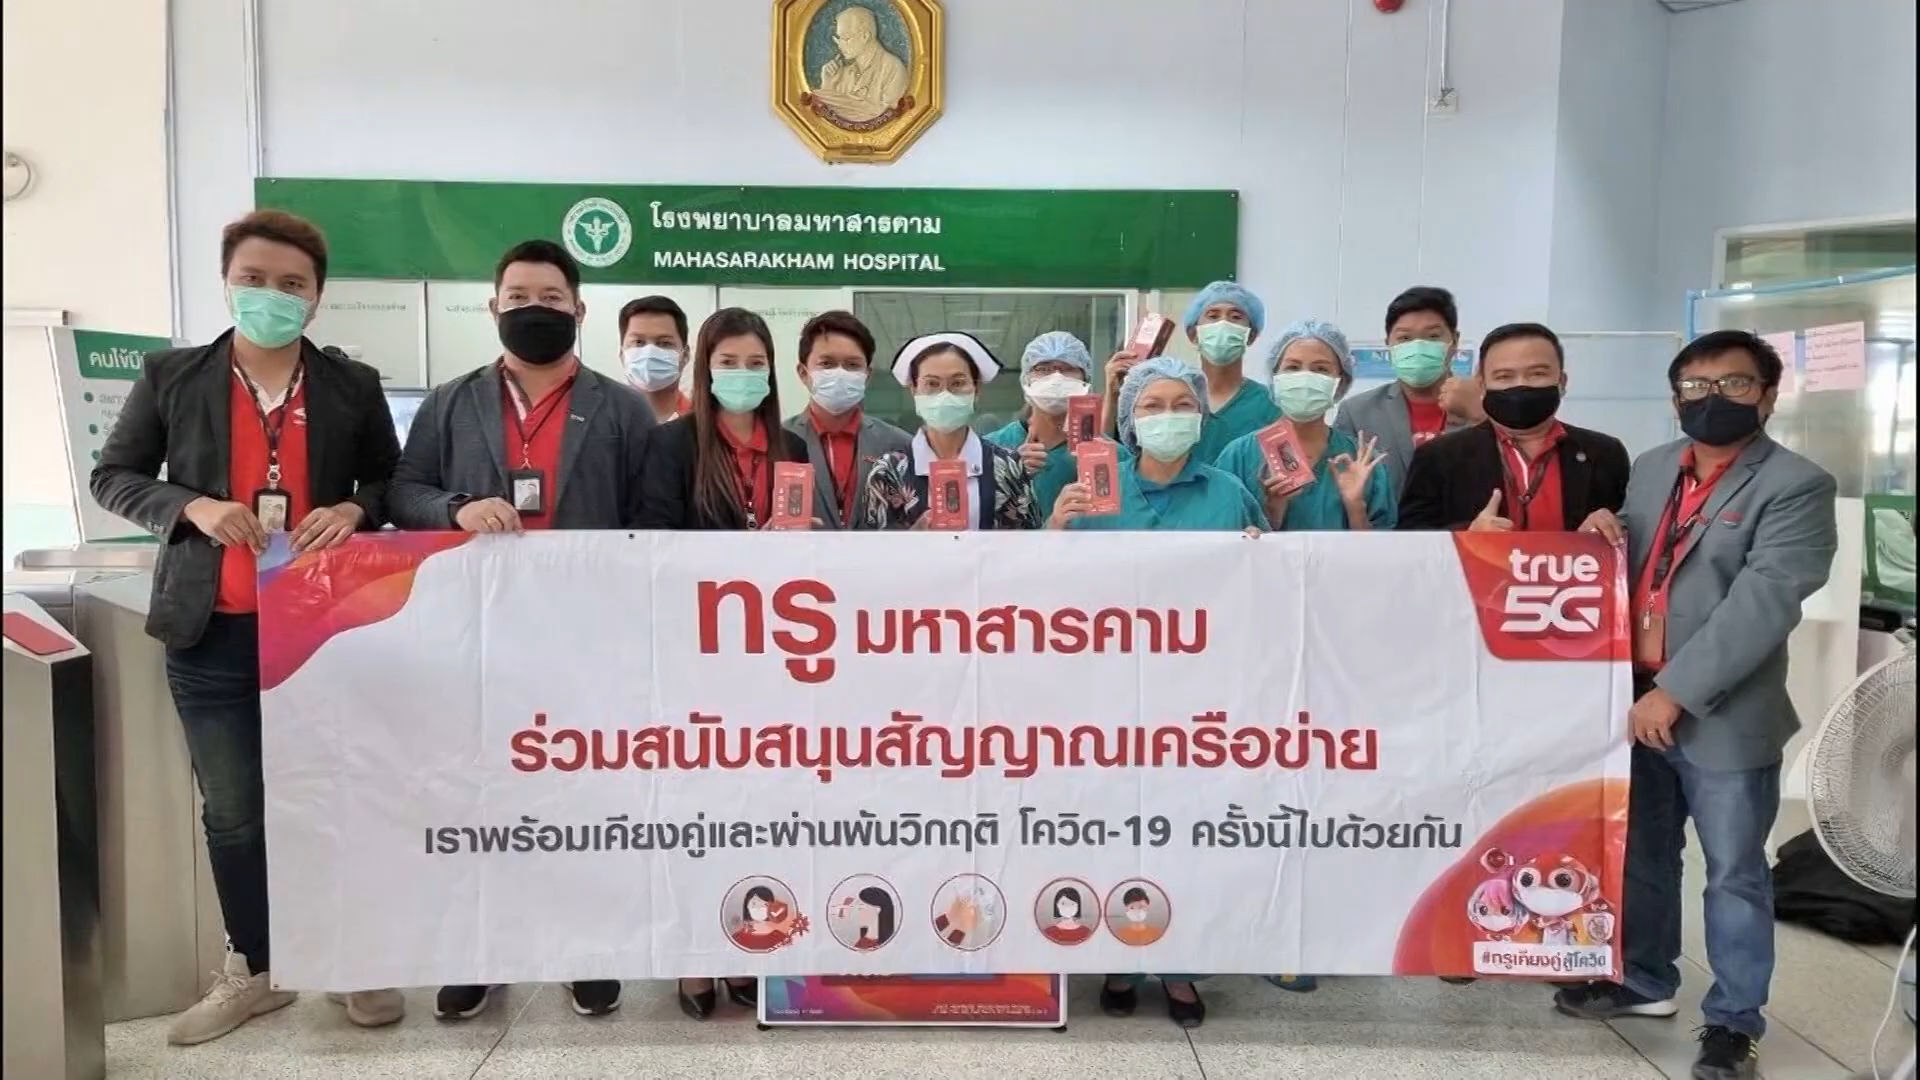 โรงพยาบาลมหาสารคาม
MAHASARAKHAM HOSPITAL
คนไข้มี
true
5G
ทรู มหาสารคาม
ร่วมสนับสนุนสัญญาณเครือข่าย
เราพร้อมเคียงคู่และผ่านพ้นวิกฤติ โควิด-19 ครั้งนี้ไปด้วยกัน
#ทรูเคียงคู่สู้โควิด